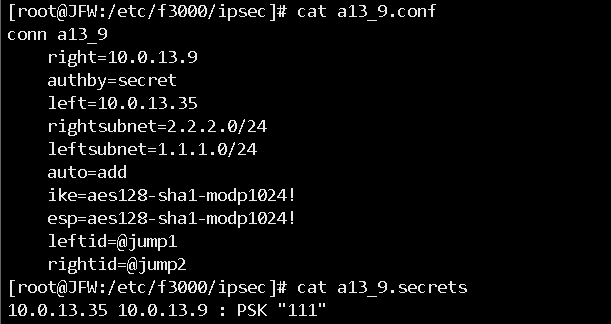 [root@JFW:/etc/f3000/ipsec]# cat a13_9.conf
conn a13_9
    right=10.0.13.9
    authby=secret
    left=10.0.13.35
    rightsubnet=2.2.2.0/24
    leftsubnet=1.1.1.0/24
    auto=add
    ike=aes128-sha1-modp1024!
    esp=aes128-sha1-modp1024!
    leftid=@jump1
    rightid=@jump2
[root@JFW:/etc/f3000/ipsec]# cat a13_9.secrets
10.0.13.35 10.0.13.9 : PSK "111"